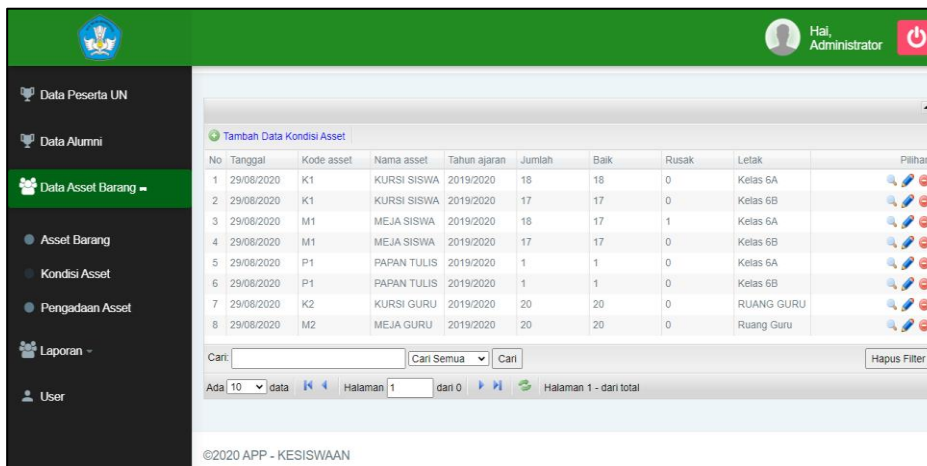 Hai,
Administrator
Data Peserta UN
Data Alumni
Data Asset Barang
Asset Barang
Kondisi Asset
Pengadaan Asset
Laporan
User
Tambah Data Kondisi Asset
No Tanggal Kode asset Nama asset Tahun ajaran Jumlah Baik Rusak Letak Pilihan
1 29/08/2020 K1 KURSI SISWA 2019/2020 18 18 0 Kelas 6A
2 29/08/2020 K1 KURSI SISWA 2019/2020 17 17 0 Kelas 6B
3 29/08/2020 M1 MEJA SISWA 2019/2020 18 17 1 Kelas 6A
4 29/08/2020 M1 MEJA SISWA 2019/2020 17 17 0 Kelas 6B
5 29/08/2020 P1 PAPAN TULIS 2019/2020 1 1 0 Kelas 6A
6 29/08/2020 P1 PAPAN TULIS 2019/2020 1 1 0 Kelas 6B
7 29/08/2020 K2 KURSI GURU 2019/2020 20 20 0 RUANG GURU
8 29/08/2020 M2 MEJA GURU 2019/2020 20 20 0 Ruang Guru
Cari: Cari Semua Cari Hapus Filter
Ada 10 data Halaman 1 dari 0 Halaman 1 - dari total
©2020 APP - KESISWAAN